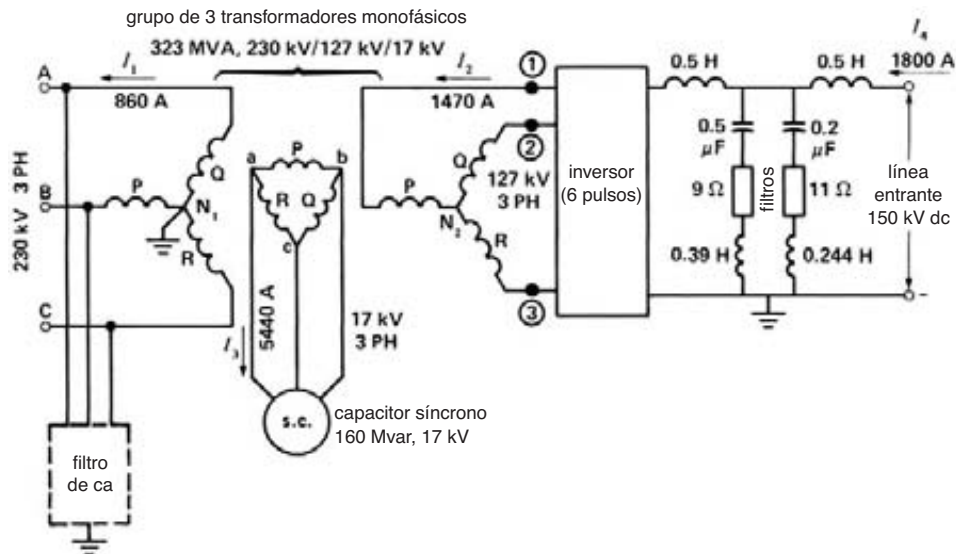 grupo de 3 transformadores monofásicos
323 MVA, 230 kV/127 kV/17 kV
A
I₁
860 A
B
P
Q
N₁
R
C
230 kV 3 PH
filtro
de ca
a
P
b
R
Q
c
5440 A
I₃
17 kV
3 PH
s.c.
capacitor síncrono
160 Mvar, 17 kV
I₂
1470 A
P
Q
N₂
R
127 kV
3 PH
1
2
3
inversor
(6 pulsos)
0.5 H
0.5 H
I₄
1800 A
0.5
µF
0.2
µF
9 Ω
filtros
11 Ω
0.39 H
0.244 H
línea
entrante
150 kV dc
-